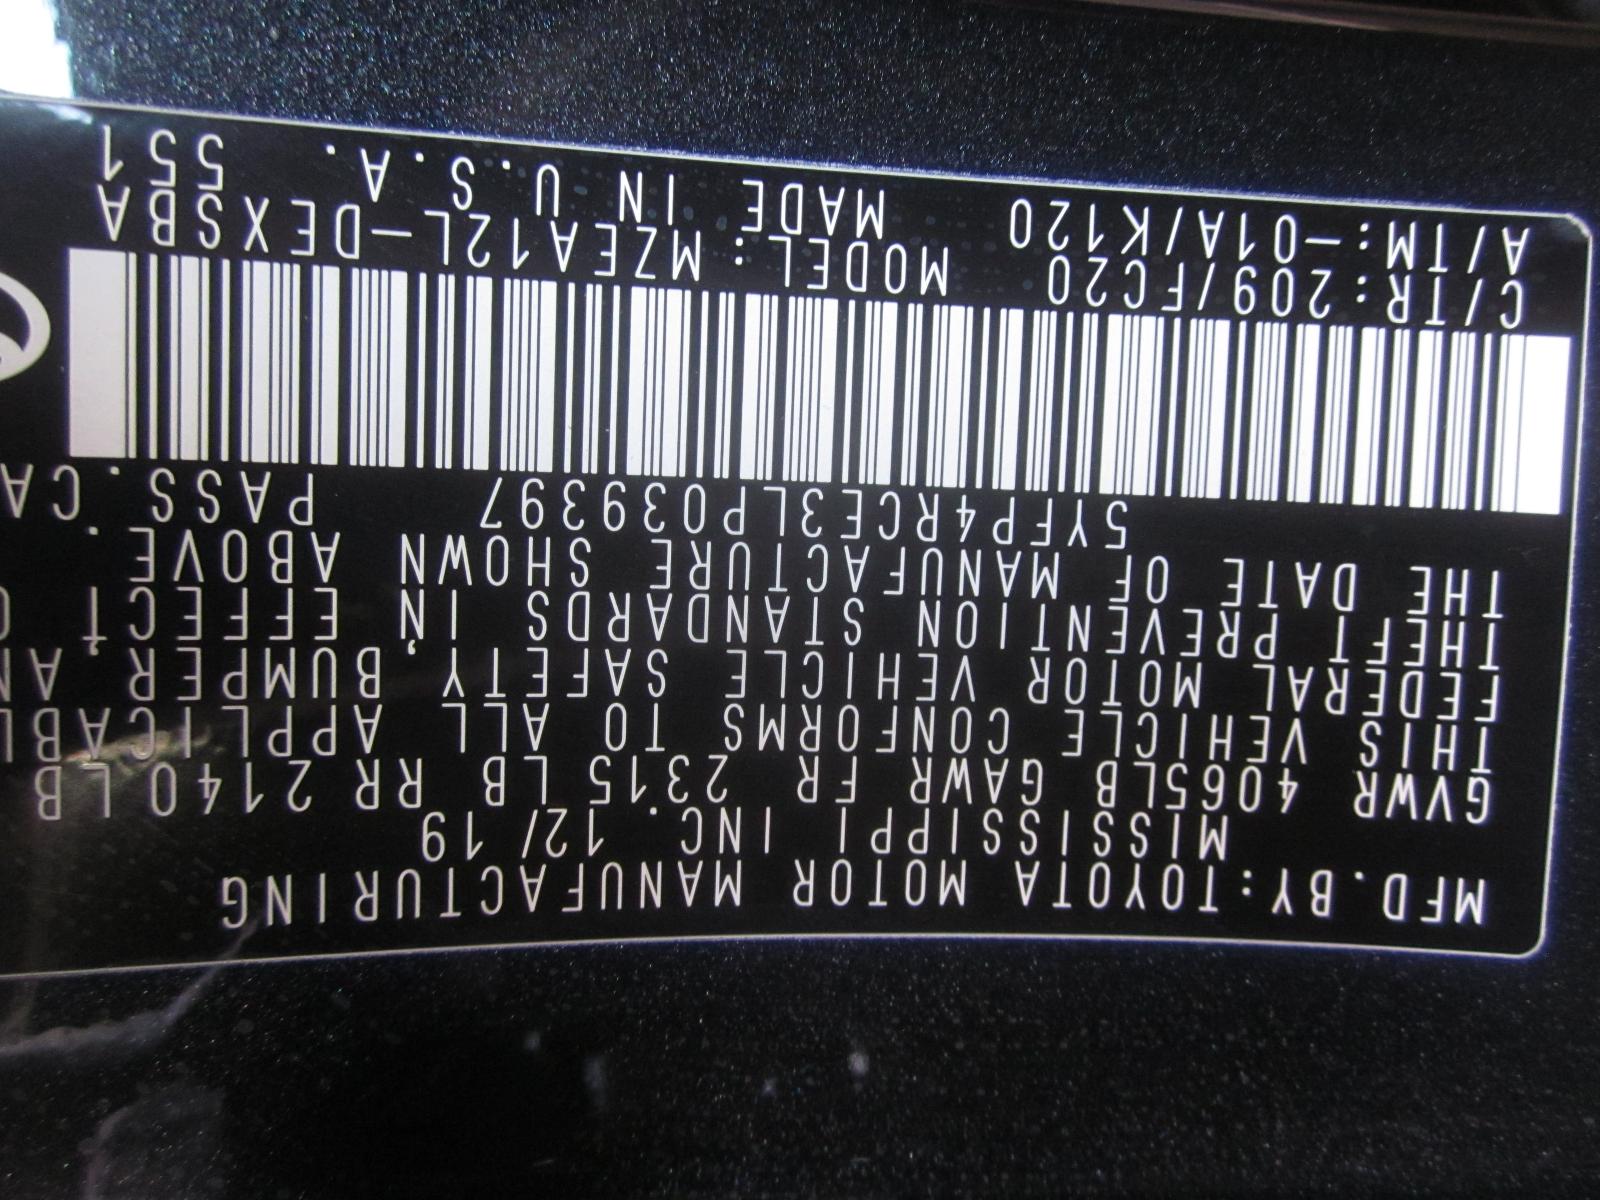 MFD.BY:TOYOTA MOTOR MANUFACTURING
MISSISSIPPI INC. 12/19
GVWR 4065LB GAWR FR 2315 LB RR 2140LB
THIS VEHICLE CONFORMS TO ALL APPLICABL
FEDERAL MOTOR VEHICLE SAFETY, BUMPER, AN
THEFT PREVENTION STANDARDS IN EFFECT O
THE DATE OF MANUFACTURE SHOWN ABOVE.
5YFP4RCE3LP039397 PASS.CA
C/TR:209/FC20 MODEL:MZEA12L-DEXSBA
A/TM:-01A/K120 MADE IN U.S.A. 551